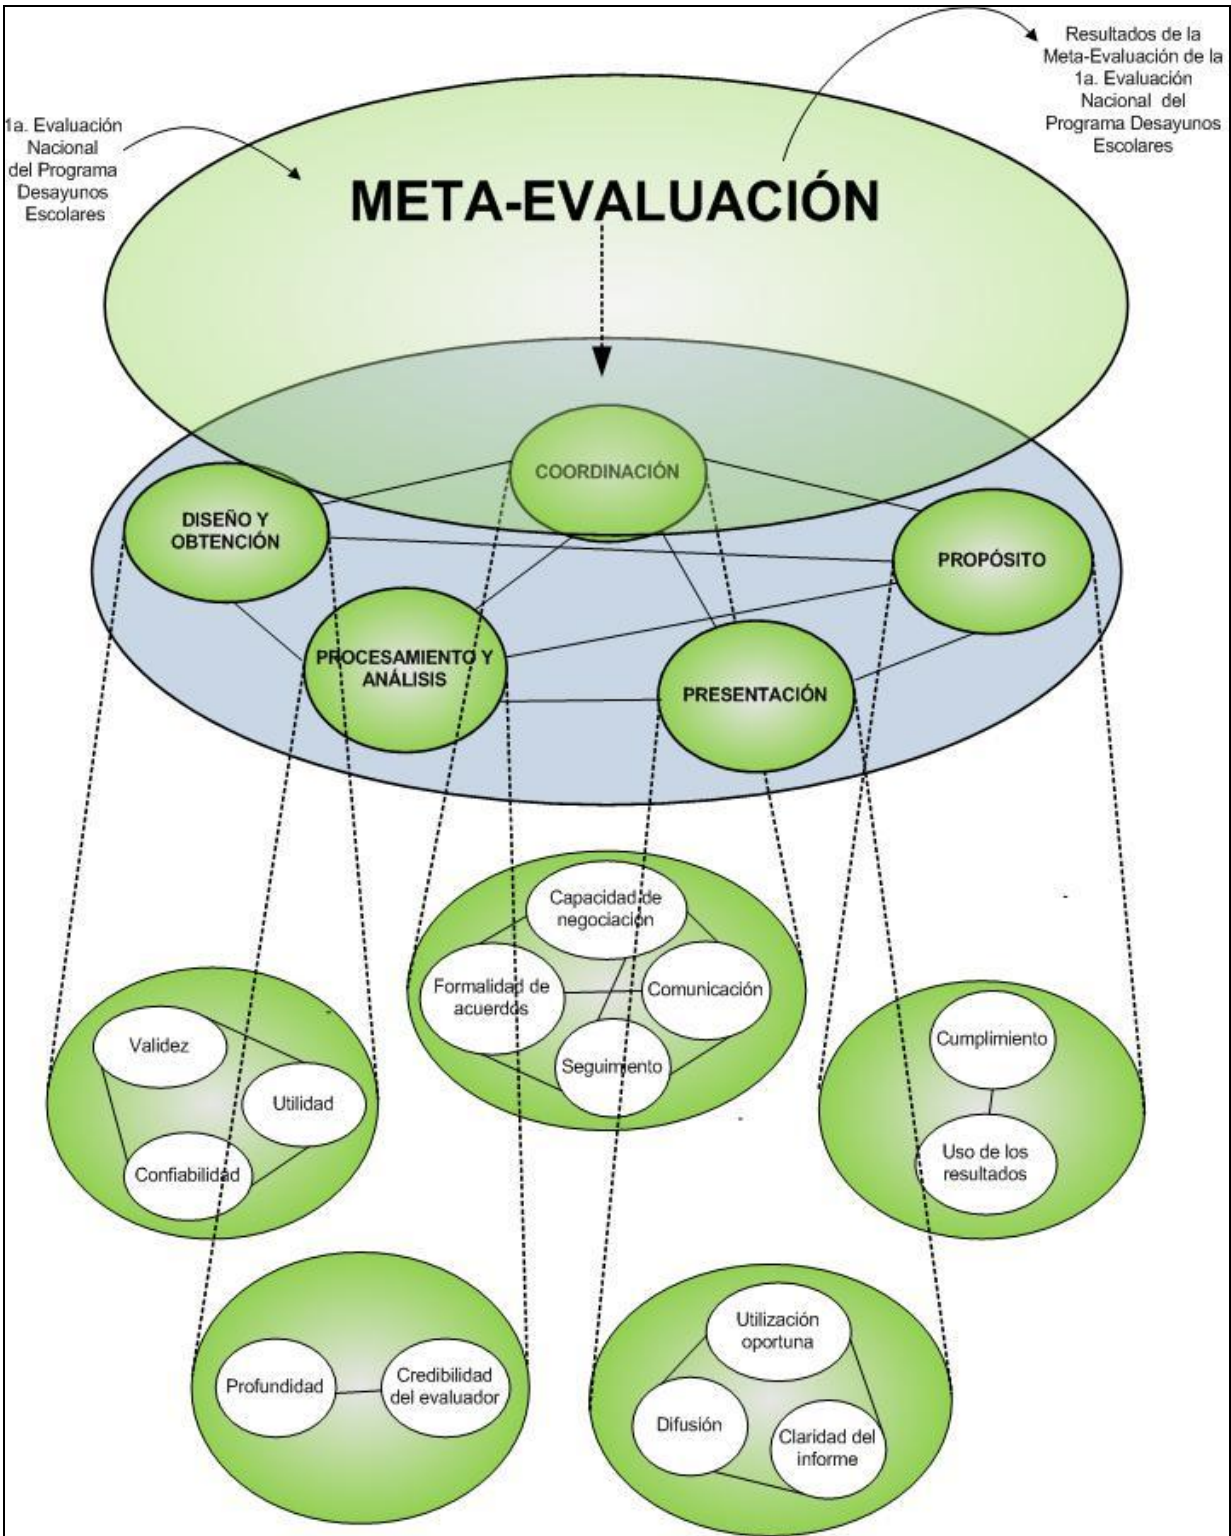 Resultados de la
Meta-Evaluación de la
1a. Evaluación
Nacional del
Programa Desayunos
Escolares
1a. Evaluación
Nacional
del Programa
Desayunos
Escolares
META-EVALUACIÓN
COORDINACIÓN
DISEÑO Y
OBTENCIÓN
PROPÓSITO
PROCESAMIENTO Y
ANÁLISIS
PRESENTACIÓN
Capacidad de
negociación
Formalidad de
acuerdos
Comunicación
Seguimiento
Validez
Utilidad
Confiabilidad
Cumplimiento
Uso de los
resultados
Profundidad
Credibilidad
del evaluador
Utilización
oportuna
Difusión
Claridad del
informe